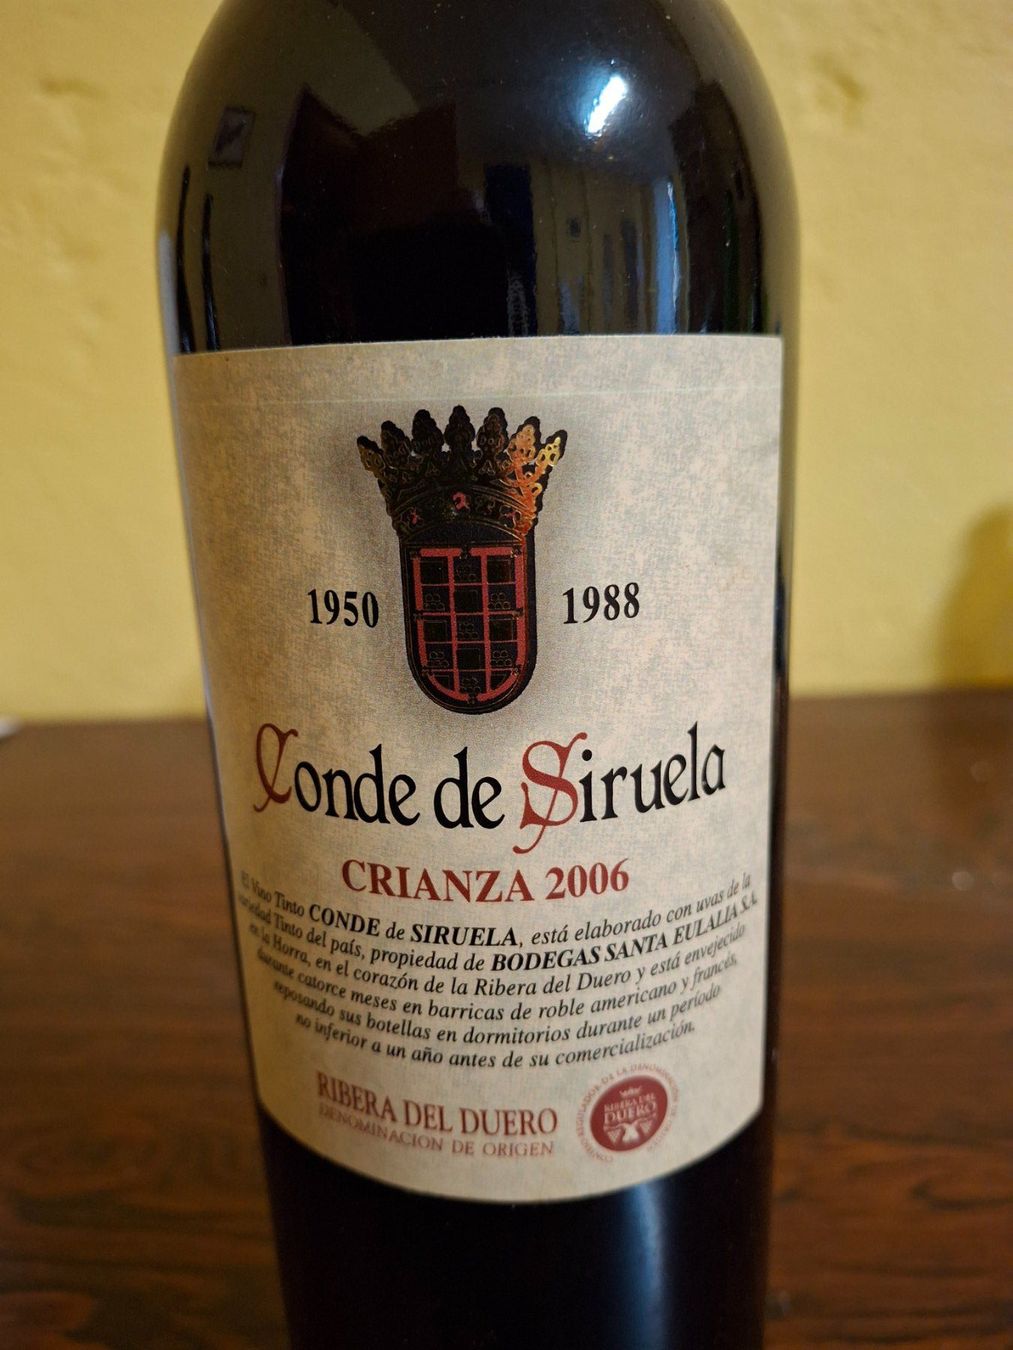 1950 1988
Conde de Siruela
CRIANZA 2006
El Vino Tinto CONDE de SIRUELA, está elaborado con uvas de la
variedad Tinto del país, propiedad de BODEGAS SANTA EULALIA S.A.
en la Horra, en el corazón de la Ribera del Duero y está envejecido
durante catorce meses en barricas de roble americano y francés,
reposando sus botellas en dormitorios durante un período
no inferior a un año antes de su comercialización.
RIBERA DEL DUERO
DENOMINACION DE ORIGEN
RIBERA DEL
DUERO